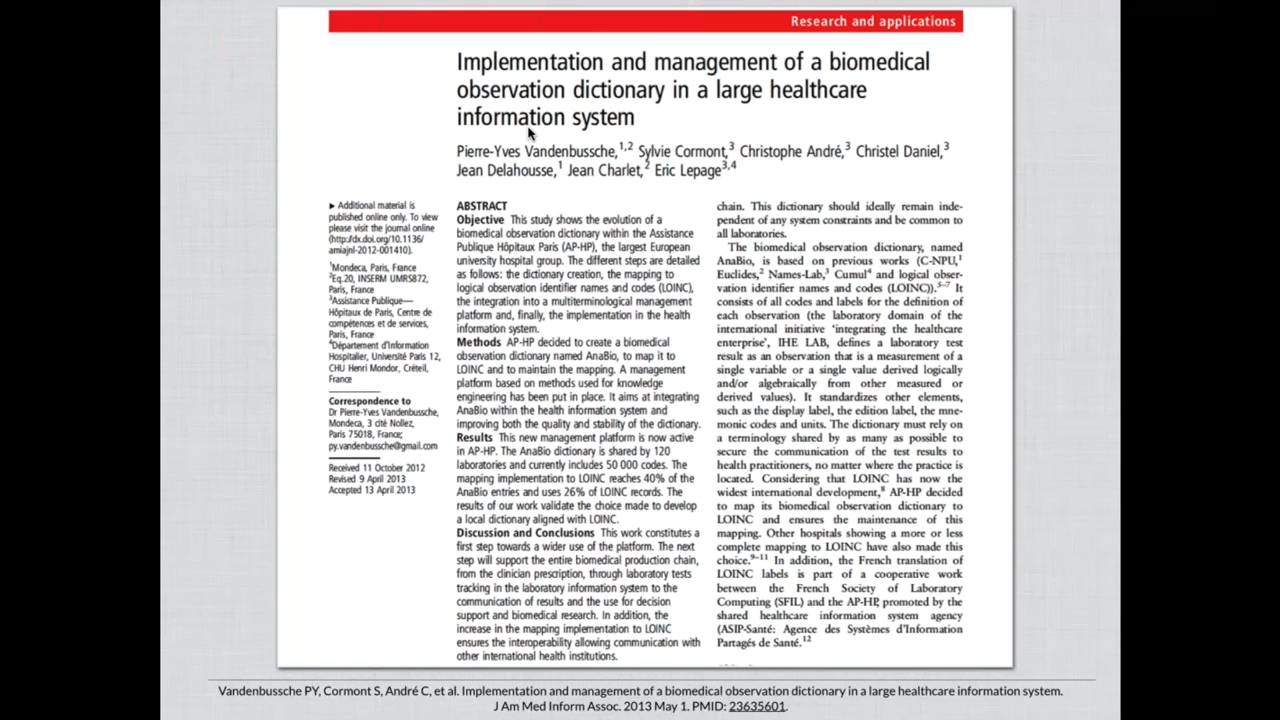 Research and applications
Implementation and management of a biomedical
observation dictionary in a large healthcare
information system
Pierre-Yves Vandenbussche,1,2 Sylvie Cormont,3 Christophe André,3 Christel Daniel,3
Jean Delahousse,1 Jean Charlet,2 Eric Lepage3,4
► Additional material is
published online only. To view
please visit the journal online
(http://dx.doi.org/10.1136/
amiajnl-2012-001410).
1Mondeca, Paris, France
2Eq.20, INSERM UMRS872,
Paris, France
3Assistance Publique—
Hôpitaux de Paris, Centre de
compétences et de services,
Paris, France
4Département d'Information
Hospitalier, Université Paris 12,
CHU Henri Mondor, Créteil,
France
Correspondence to
Dr Pierre-Yves Vandenbussche,
Mondeca, 3 cité Nollez,
Paris 75018, France;
py.vandenbussche@gmail.com
Received 11 October 2012
Revised 9 April 2013
Accepted 13 April 2013
ABSTRACT
Objective This study shows the evolution of a
biomedical observation dictionary within the Assistance
Publique Hôpitaux Paris (AP-HP), the largest European
university hospital group. The different steps are detailed
as follows: the dictionary creation, the mapping to
logical observation identifier names and codes (LOINC),
the integration into a multiterminological management
platform and, finally, the implementation in the health
information system.
Methods AP-HP decided to create a biomedical
observation dictionary named AnaBio, to map it to
LOINC and to maintain the mapping. A management
platform based on methods used for knowledge
engineering has been put in place. It aims at integrating
AnaBio within the health information system and
improving both the quality and stability of the dictionary.
Results This new management platform is now active
in AP-HP. The AnaBio dictionary is shared by 120
laboratories and currently includes 50 000 codes. The
mapping implementation to LOINC reaches 40% of the
AnaBio entries and uses 26% of LOINC records. The
results of our work validate the choice made to develop
a local dictionary aligned with LOINC.
Discussion and Conclusions This work constitutes a
first step towards a wider use of the platform. The next
step will support the entire biomedical production chain,
from the clinician prescription, through laboratory tests
tracking in the laboratory information system to the
communication of results and the use for decision
support and biomedical research. In addition, the
increase in the mapping implementation to LOINC
ensures the interoperability allowing communication with
other international health institutions.
chain. This dictionary should ideally remain inde-
pendent of any system constraints and be common to
all laboratories.
The biomedical observation dictionary, named
AnaBio, is based on previous works (C-NPU,1
Euclides,2 Names-Lab,3 Cumul4 and logical obser-
vation identifier names and codes (LOINC)).5–7 It
consists of all codes and labels for the definition of
each observation (the laboratory domain of the
international initiative 'integrating the healthcare
enterprise', IHE LAB, defines a laboratory test
result as an observation that is a measurement of a
single variable or a single value derived logically
and/or algebraically from other measured or
derived values). It standardizes other elements,
such as the display label, the edition label, the mne-
monic codes and units. The dictionary must rely on
a terminology shared by as many as possible to
secure the communication of the test results to
health practitioners, no matter where the practice is
located. Considering that LOINC has now the
widest international development,8 AP-HP decided
to map its biomedical observation dictionary to
LOINC and ensures the maintenance of this
mapping. Other hospitals showing a more or less
complete mapping to LOINC have also made this
choice.9–11 In addition, the French translation of
LOINC labels is part of a cooperative work
between the French Society of Laboratory
Computing (SFIL) and the AP-HP, promoted by the
shared healthcare information system agency
(ASIP-Santé: Agence des Systèmes d'Information
Partagés de Santé.12
Vandenbussche PY, Cormont S, André C, et al. Implementation and management of a biomedical observation dictionary in a large healthcare information system.
J Am Med Inform Assoc. 2013 May 1. PMID: 23635601.